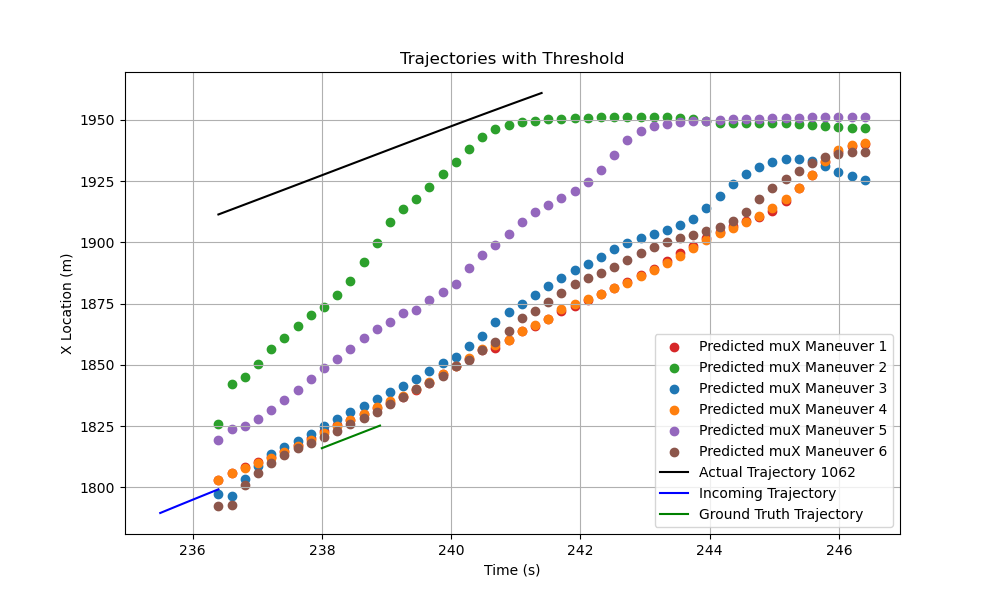 Trajectories with Threshold
X Location (m)
1950
1925
1900
1875
1850
1825
1800
Predicted muX Maneuver 1
Predicted muX Maneuver 2
Predicted muX Maneuver 3
Predicted muX Maneuver 4
Predicted muX Maneuver 5
Predicted muX Maneuver 6
Actual Trajectory 1062
Incoming Trajectory
Ground Truth Trajectory
236 238 240 242 244 246
Time (s)